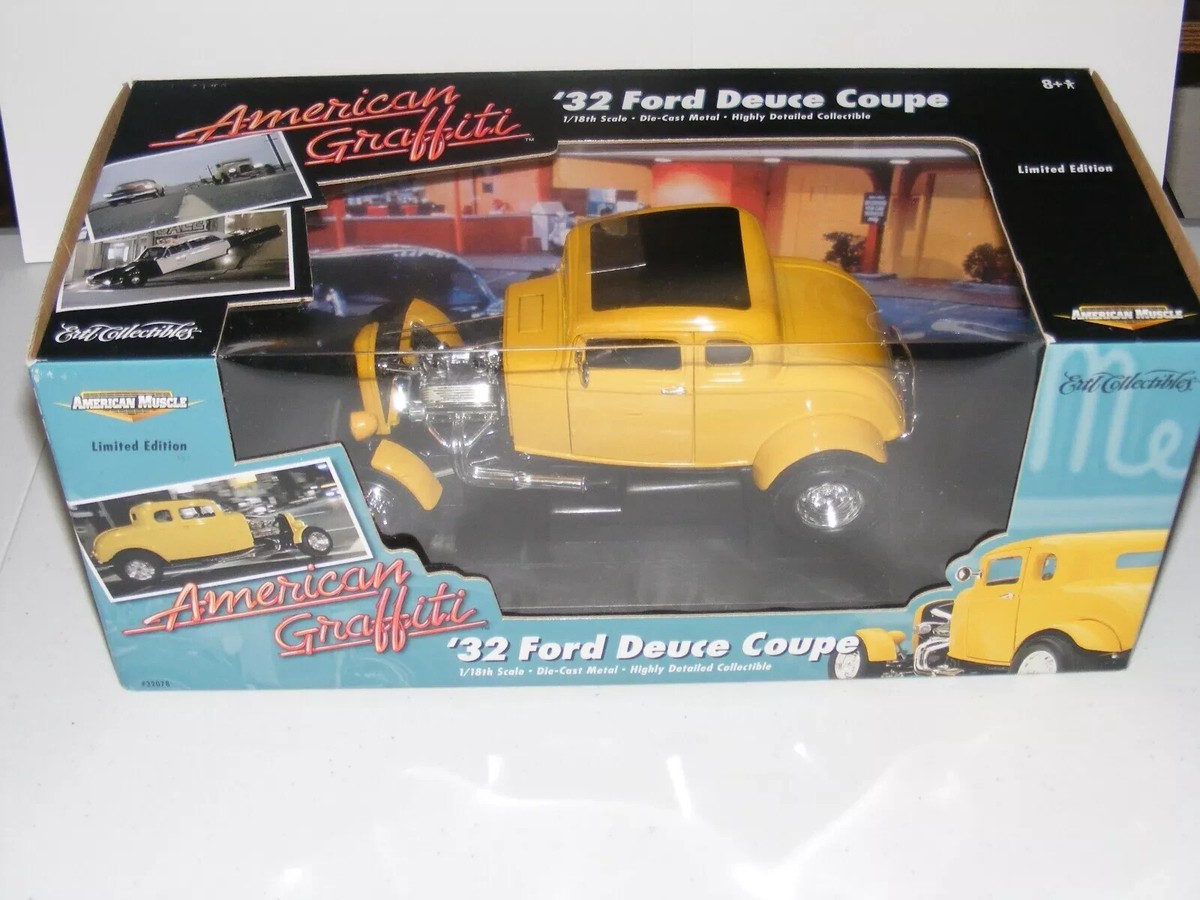 American
Graffiti™
'32 Ford Deuce Coupe
1/18th Scale • Die-Cast Metal • Highly Detailed Collectible
8+
Limited Edition
Ertl Collectibles
AMERICAN MUSCLE
AMERICAN MUSCLE
Limited Edition
Ertl Collectibles
Me
American
Graffiti
'32 Ford Deuce Coupe
1/18th Scale • Die-Cast Metal • Highly Detailed Collectible